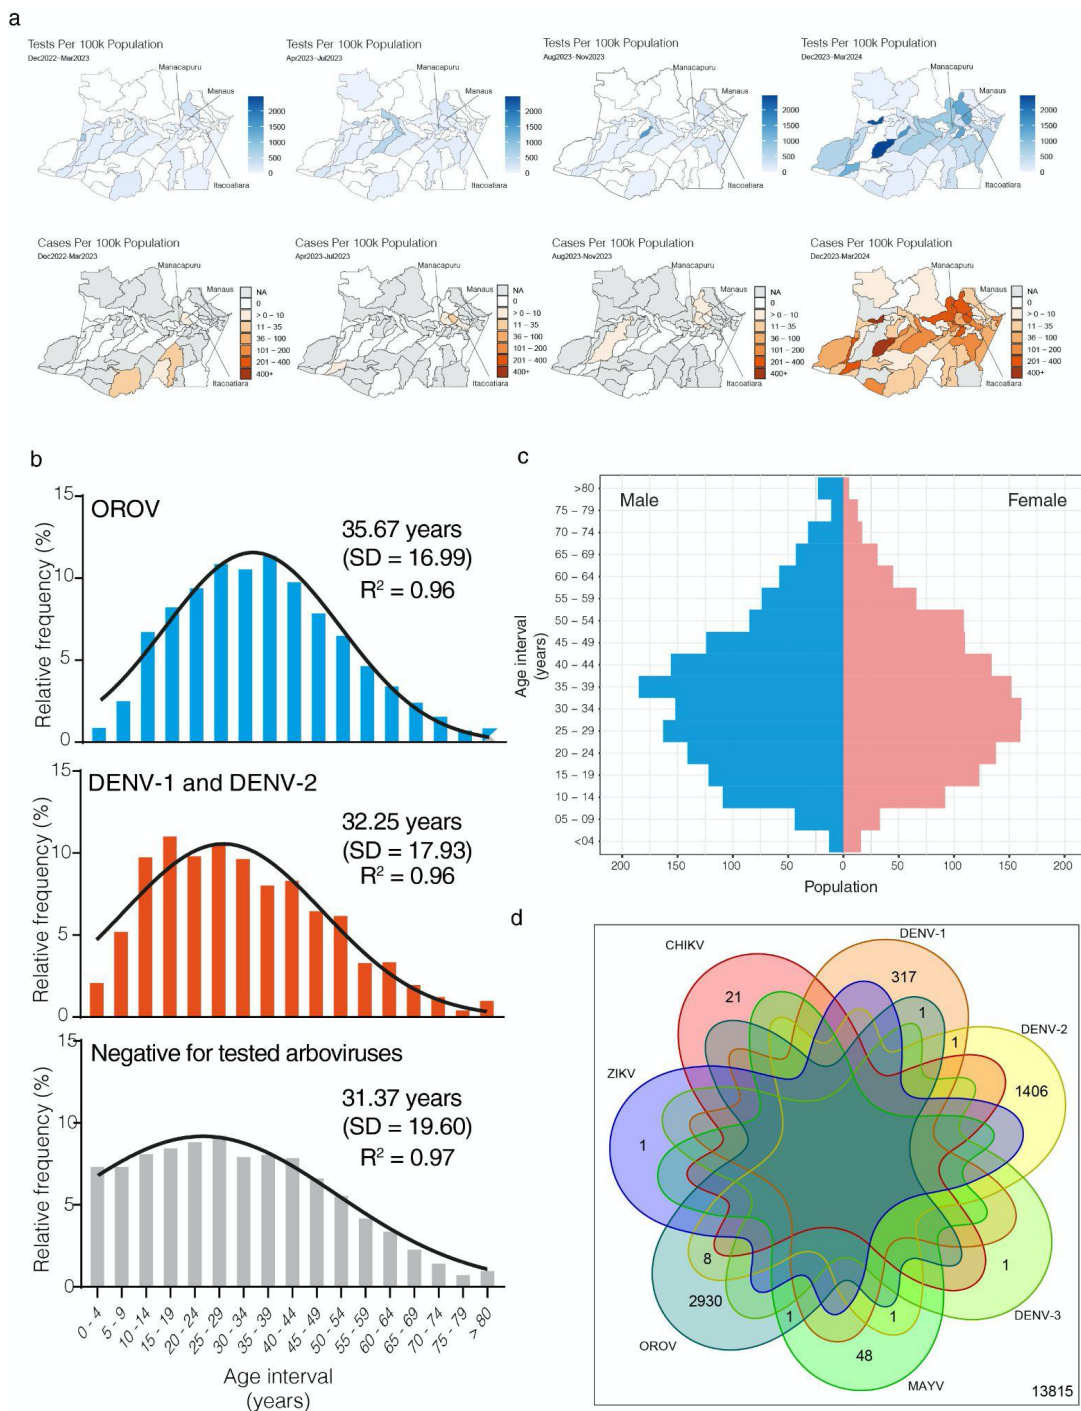 a
Tests Per 100k Population
Dec2022-Mar2023
Manacapuru
Manaus
Itacoatiara
2000
1500
1000
500
0
Tests Per 100k Population
Apr2023-Jul2023
Manacapuru
Manaus
Itacoatiara
2000
1500
1000
500
0
Tests Per 100k Population
Aug2023-Nov2023
Manacapuru
Manaus
Itacoatiara
2000
1500
1000
500
0
Tests Per 100k Population
Dec2023-Mar2024
Manacapuru
Manaus
Itacoatiara
2000
1500
1000
500
0
Cases Per 100k Population
Dec2022-Mar2023
Manacapuru
Manaus
Itacoatiara
NA
0
> 0 – 10
11 – 35
36 – 100
101 – 200
201 – 400
400+
Cases Per 100k Population
Apr2023-Jul2023
Manacapuru
Manaus
Itacoatiara
NA
0
> 0 – 10
11 – 35
36 – 100
101 – 200
201 – 400
400+
Cases Per 100k Population
Aug2023-Nov2023
Manacapuru
Manaus
Itacoatiara
NA
0
> 0 – 10
11 – 35
36 – 100
101 – 200
201 – 400
400+
Cases Per 100k Population
Dec2023-Mar2024
Manacapuru
Manaus
Itacoatiara
NA
0
> 0 – 10
11 – 35
36 – 100
101 – 200
201 – 400
400+
b
OROV
35.67 years
(SD = 16.99)
R² = 0.96
Relative frequency (%)
15
10
5
0
DENV-1 and DENV-2
32.25 years
(SD = 17.93)
R² = 0.96
Relative frequency (%)
15
10
5
0
Negative for tested arboviruses
31.37 years
(SD = 19.60)
R² = 0.97
Relative frequency (%)
15
10
5
0
0 - 4
5 - 9
10 - 14
15 - 19
20 - 24
25 - 29
30 - 34
35 - 39
40 - 44
45 - 49
50 - 54
55 - 59
60 - 64
65 - 69
70 - 74
75 - 79
> 80
Age interval
(years)
c
Male
Female
Age interval
(years)
>80
75 – 79
70 – 74
65 – 69
60 – 64
55 – 59
50 – 54
45 – 49
40 – 44
35 – 39
30 – 34
25 – 29
20 – 24
15 – 19
10 – 14
05 – 09
<04
200
150
100
50
0
50
100
150
200
Population
d
CHIKV
DENV-1
DENV-2
DENV-3
MAYV
OROV
ZIKV
21
317
1
1
1406
1
1
8
2930
1
1
48
13815